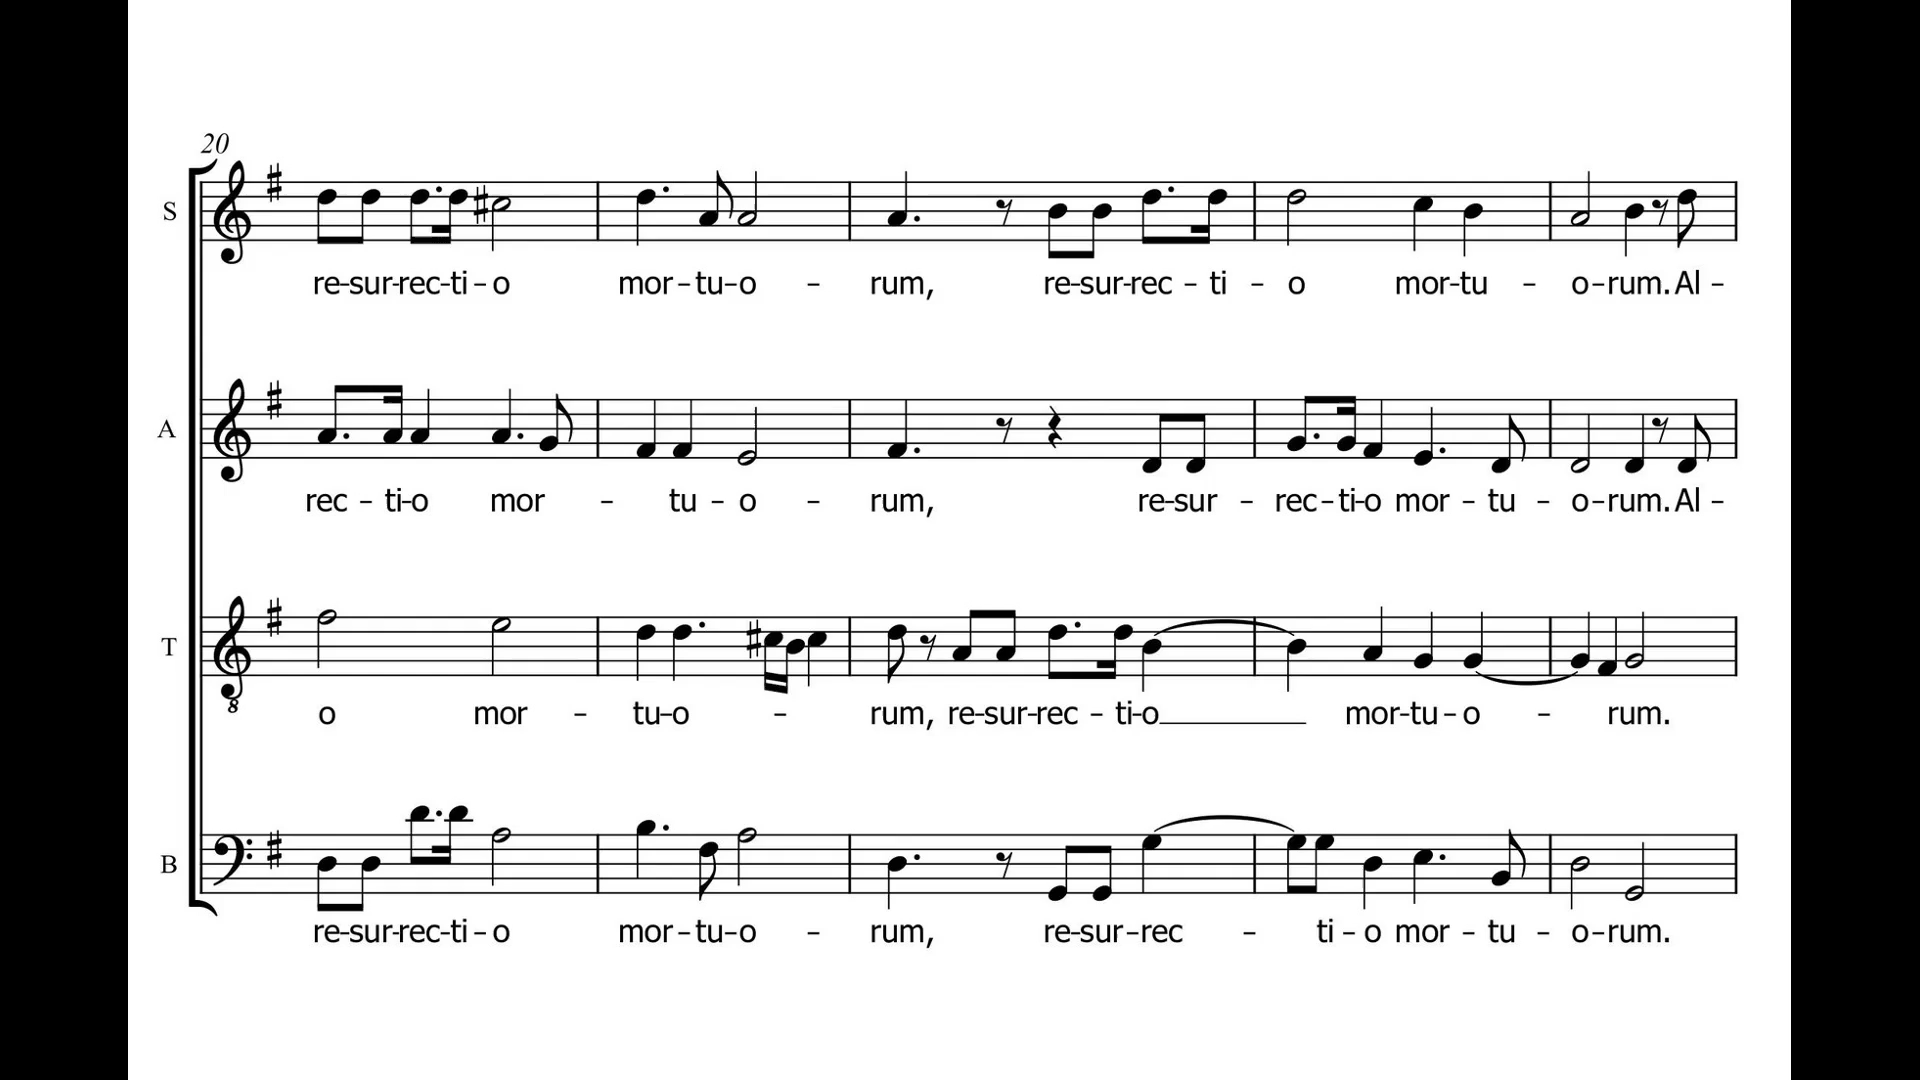 20
S
re-sur-rec-ti-o mor-tu-o - rum, re-sur-rec - ti - o mor-tu - o-rum. Al -
A
rec - ti-o mor - tu - o - rum, re-sur - rec-ti-o mor - tu - o-rum. Al -
T
8
o mor - tu-o - rum, re-sur-rec - ti-o____ mor-tu-o - rum.
B
re-sur-rec-ti-o mor-tu-o - rum, re-sur-rec - ti-o mor - tu - o-rum.